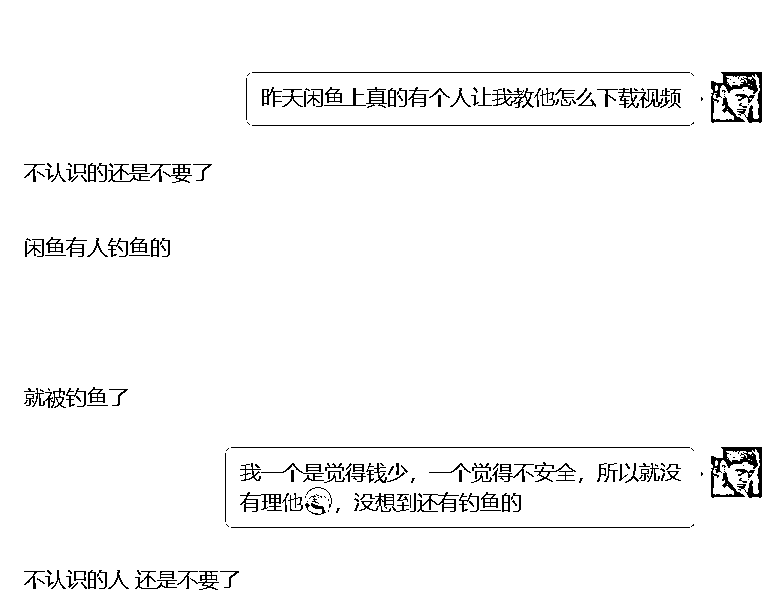 昨天闲鱼上真的有个人让我教他怎么下载视频
不认识的还是不要了
闲鱼有人钓鱼的
就被钓鱼了
我一个是觉得钱少，一个觉得不安全，所以就没
有理他，没想到还有钓鱼的
不认识的人 还是不要了